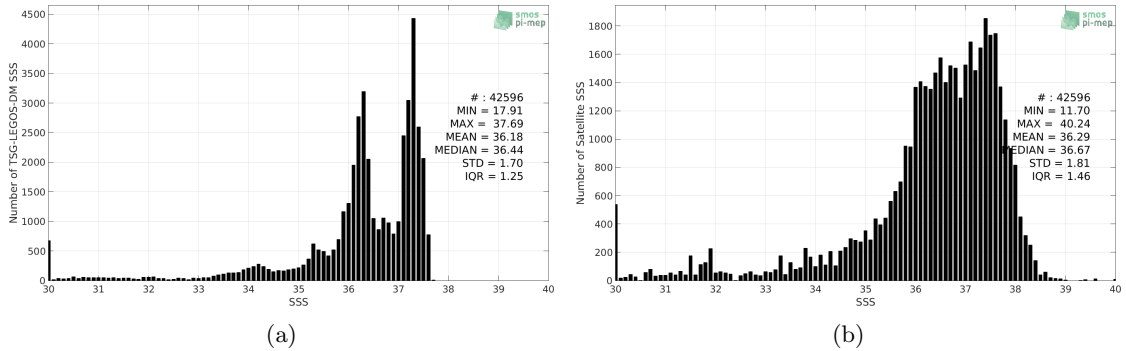 smos
pi-mep
4500
4000
3500
3000
2500
2000
1500
1000
500
0
Number of TSG-LEGOS-DM SSS
# : 42596
MIN = 17.91
MAX = 37.69
MEAN = 36.18
MEDIAN = 36.44
STD = 1.70
IQR = 1.25
30 31 32 33 34 35 36 37 38 39 40
SSS
(a)
smos
pi-mep
1800
1600
1400
1200
1000
800
600
400
200
0
Number of Satellite SSS
# : 42596
MIN = 11.70
MAX = 40.24
MEAN = 36.29
MEDIAN = 36.67
STD = 1.81
IQR = 1.46
30 31 32 33 34 35 36 37 38 39 40
SSS
(b)